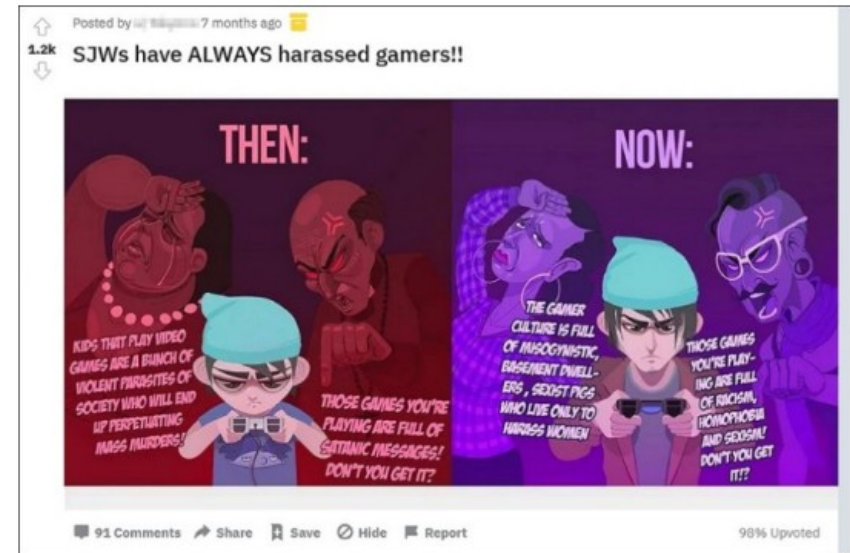 Posted by 7 months ago
1.2k
SJWs have ALWAYS harassed gamers!!
THEN:
KIDS THAT PLAY VIDEO
GAMES ARE A BUNCH OF
VIOLENT PARASITES OF
SOCIETY WHO WILL END
UP PERPETUATING
MASS MURDERS!
THOSE GAMES YOU'RE
PLAYING ARE FULL OF
SATANIC MESSAGES!
DON'T YOU GET IT?
NOW:
THE GAMER
CULTURE IS FULL
OF MISOGYNISTIC,
BASEMENT DWELL-
ERS, SEXIST PIGS
WHO LIVE ONLY TO
HARASS WOMEN
THOSE GAMES
YOU'RE PLAY-
ING ARE FULL
OF RACISM,
HOMOPHOBIA
AND SEXISM!
DON'T YOU GET
IT!?
91 Comments Share Save Hide Report 98% Upvoted